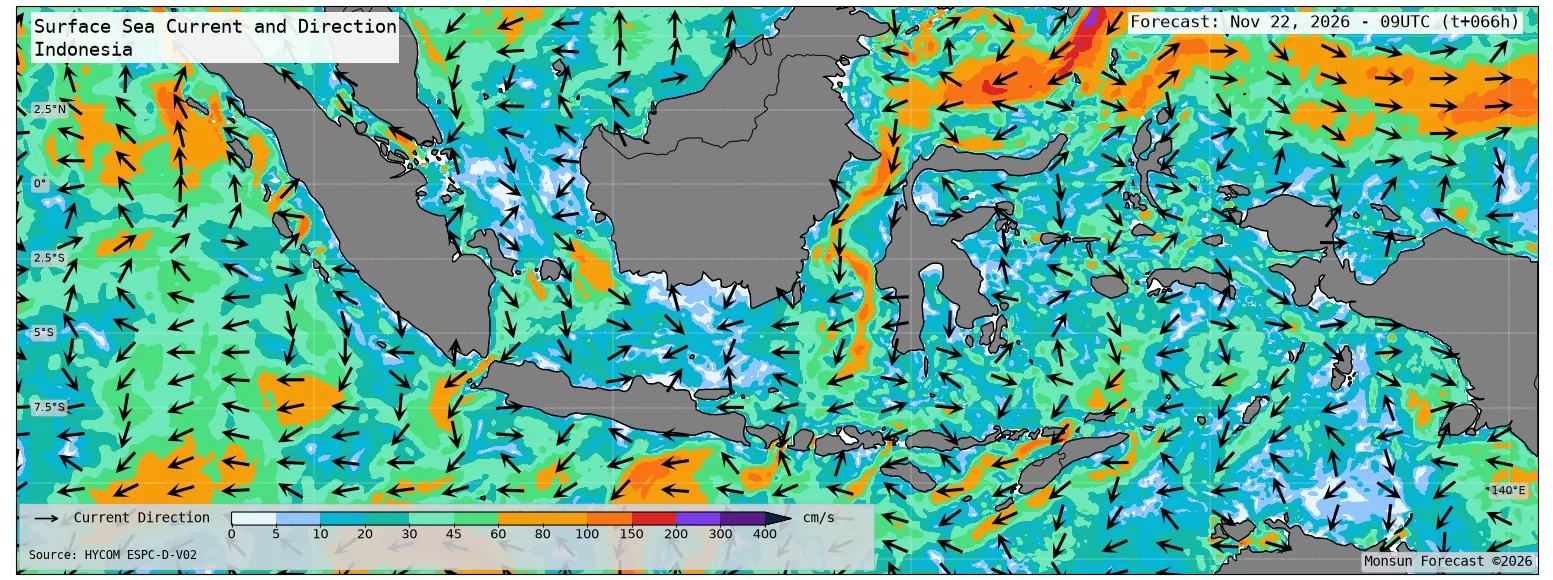 Surface Sea Current and Direction
Indonesia
Forecast: Nov 22, 2026 - 09UTC (t+066h)
2.5°N
0°
2.5°S
5°S
7.5°S
140°E
Current Direction
0 5 10 20 30 45 60 80 100 150 200 300 400 cm/s
Source: HYCOM ESPC-D-V02
Monsun Forecast ©2026